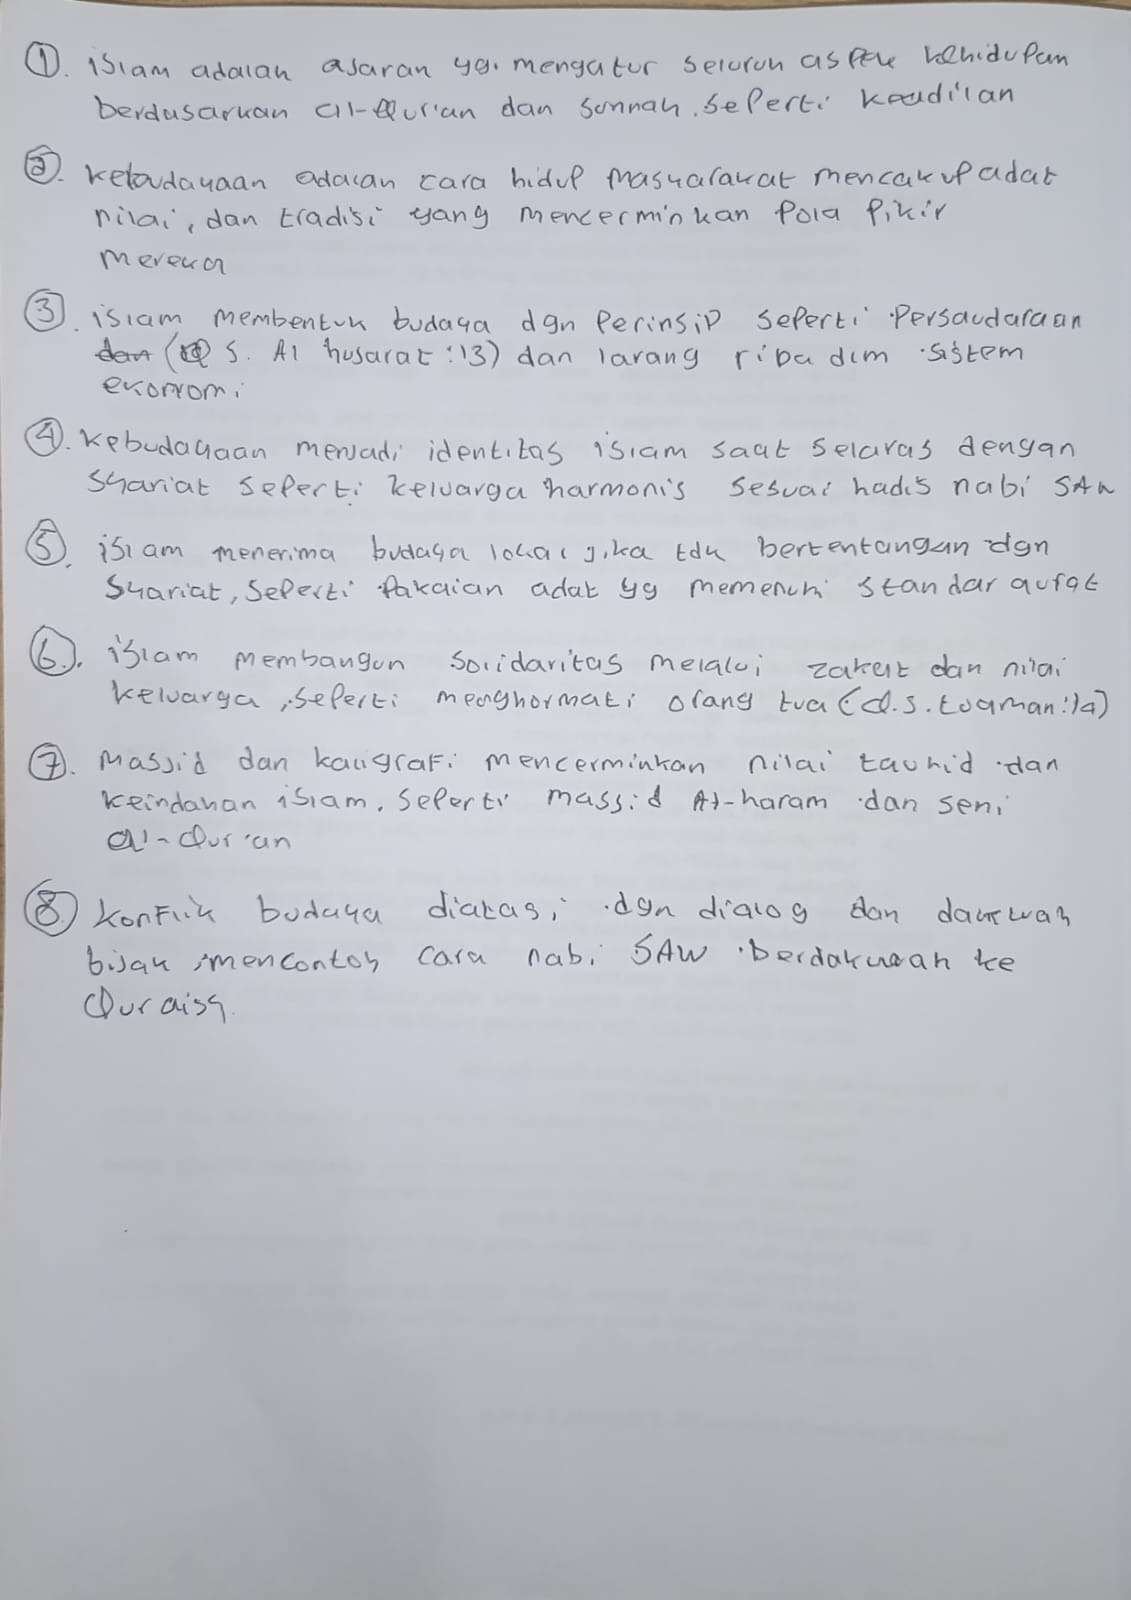 1. islam adalah ajaran yg. mengatur seluruh aspek kehidupan
berdasarkan al-Qur'an dan sunnah. seperti keadilan
2. kebudayaan adalah cara hidup masyarakat mencakup adat
nilai, dan tradisi yang mencerminkan pola pikir
mereka
3. islam membentuk budaya dgn perinsip seperti persaudaraan
dan (Q S. Al husarat : 13) dan larang riba dlm sistem
ekonomi
4. kebudayaan menjadi identitas islam saat selaras dengan
syariat seperti keluarga harmonis sesuai hadis nabi SAW
5. islam menerima budaya lokal jika tdk bertentangan dgn
syariat, seperti pakaian adat yg memenuhi standar aurat
6. islam membangun solidaritas melalui zakat dan nilai
keluarga, seperti menghormati orang tua (Q.S. Luqman : 14)
7. Massjid dan kaligrafi mencerminkan nilai tauhid dan
keindahan islam. seperti massjid Al-haram dan seni
al-Qur'an
8. konflik budaya diatasi dgn dialog dan dakwah
bijak, mencontoh cara nabi SAW berdakwah ke
Quraisy.